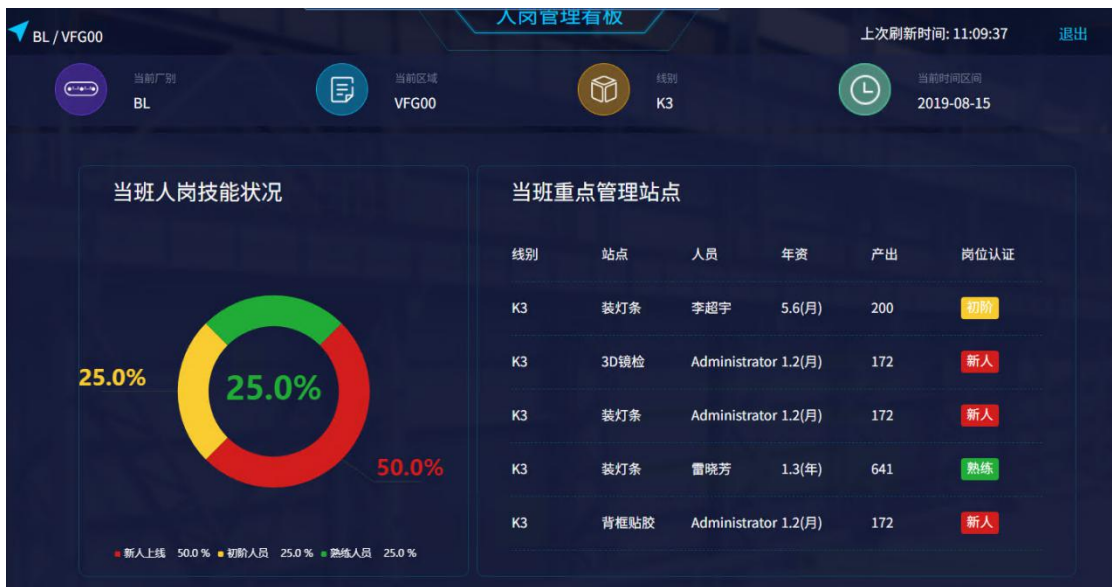 人岗管理看板
BL / VFG00
上次刷新时间: 11:09:37 退出
当前厂别
BL
当前区域
VFG00
线别
K3
当前时间区间
2019-08-15
当班人岗技能状况
25.0%
25.0%
50.0%
新人上线 50.0 % 初阶人员 25.0 % 熟练人员 25.0 %
当班重点管理站点
线别 站点 人员 年资 产出 岗位认证
K3 装灯条 李超宇 5.6(月) 200 初阶
K3 3D镜检 Administrator 1.2(月) 172 新人
K3 装灯条 Administrator 1.2(月) 172 新人
K3 装灯条 雷晓芳 1.3(年) 641 熟练
K3 背框贴胶 Administrator 1.2(月) 172 新人